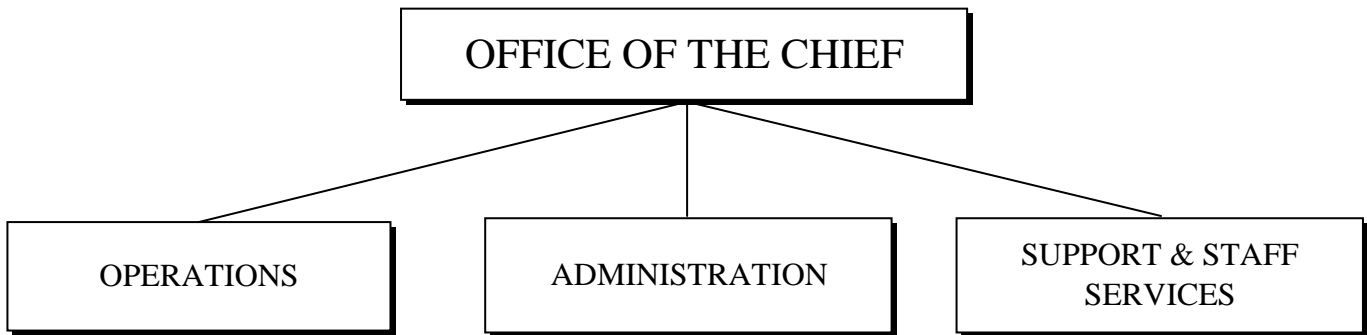 OFFICE OF THE CHIEF
OPERATIONS
ADMINISTRATION
SUPPORT & STAFF
SERVICES